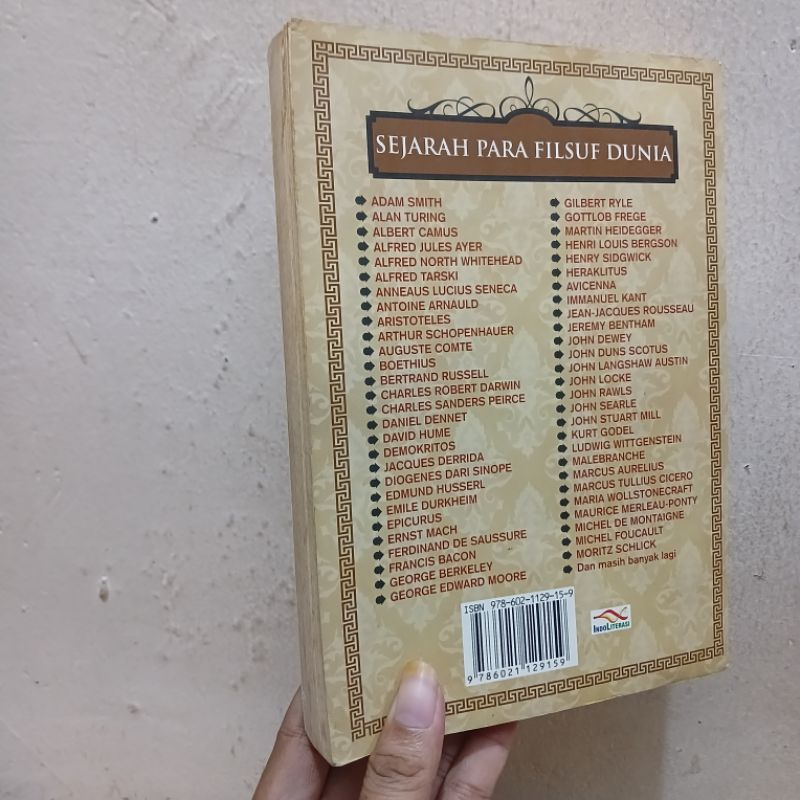 SEJARAH PARA FILSUF DUNIA
ADAM SMITH
ALAN TURING
ALBERT CAMUS
ALFRED JULES AYER
ALFRED NORTH WHITEHEAD
ALFRED TARSKI
ANNEAUS LUCIUS SENECA
ANTOINE ARNAULD
ARISTOTELES
ARTHUR SCHOPENHAUER
AUGUSTE COMTE
BOETHIUS
BERTRAND RUSSELL
CHARLES ROBERT DARWIN
CHARLES SANDERS PEIRCE
DANIEL DENNET
DAVID HUME
DEMOKRITOS
JACQUES DERRIDA
DIOGENES DARI SINOPE
EDMUND HUSSERL
EMILE DURKHEIM
EPICURUS
ERNST MACH
FERDINAND DE SAUSSURE
FRANCIS BACON
GEORGE BERKELEY
GEORGE EDWARD MOORE
GILBERT RYLE
GOTTLOB FREGE
MARTIN HEIDEGGER
HENRI LOUIS BERGSON
HENRY SIDGWICK
HERAKLITUS
AVICENNA
IMMANUEL KANT
JEAN-JACQUES ROUSSEAU
JEREMY BENTHAM
JOHN DEWEY
JOHN DUNS SCOTUS
JOHN LANGSHAW AUSTIN
JOHN LOCKE
JOHN RAWLS
JOHN SEARLE
JOHN STUART MILL
KURT GODEL
LUDWIG WITTGENSTEIN
MALEBRANCHE
MARCUS AURELIUS
MARCUS TULLIUS CICERO
MARIA WOLLSTONECRAFT
MAURICE MERLEAU-PONTY
MICHEL DE MONTAIGNE
MICHEL FOUCAULT
MORITZ SCHLICK
Dan masih banyak lagi
ISBN 978-602-1129-15-9
9 786021 129159
INDOLITERASI